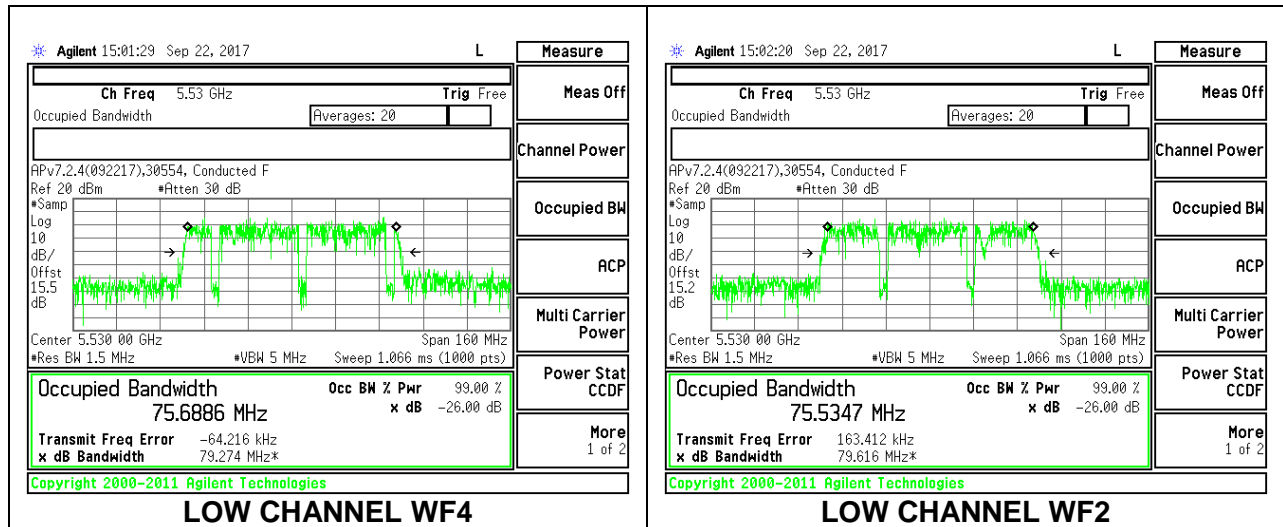 Agilent 15:01:29 Sep 22, 2017 L Measure
Ch Freq 5.53 GHz Trig Free
Occupied Bandwidth Averages: 20
Meas Off
Channel Power
APv7.2.4(092217),30554, Conducted F
Ref 20 dBm #Atten 30 dB
#Samp
Log
10
dB/
Offst
15.5
dB
Occupied BW
ACP
Multi Carrier
Power
Center 5.530 00 GHz Span 160 MHz
#Res BW 1.5 MHz #VBW 5 MHz Sweep 1.066 ms (1000 pts)
Power Stat
CCDF
Occupied Bandwidth Occ BW % Pwr 99.00 %
75.6886 MHz x dB -26.00 dB
Transmit Freq Error -64.216 kHz
x dB Bandwidth 79.274 MHz*
More
1 of 2
Copyright 2000-2011 Agilent Technologies
LOW CHANNEL WF4
Agilent 15:02:20 Sep 22, 2017 L Measure
Ch Freq 5.53 GHz Trig Free
Occupied Bandwidth Averages: 20
Meas Off
Channel Power
APv7.2.4(092217),30554, Conducted F
Ref 20 dBm #Atten 30 dB
#Samp
Log
10
dB/
Offst
15.2
dB
Occupied BW
ACP
Multi Carrier
Power
Center 5.530 00 GHz Span 160 MHz
#Res BW 1.5 MHz #VBW 5 MHz Sweep 1.066 ms (1000 pts)
Power Stat
CCDF
Occupied Bandwidth Occ BW % Pwr 99.00 %
75.5347 MHz x dB -26.00 dB
Transmit Freq Error 163.412 kHz
x dB Bandwidth 79.616 MHz*
More
1 of 2
Copyright 2000-2011 Agilent Technologies
LOW CHANNEL WF2